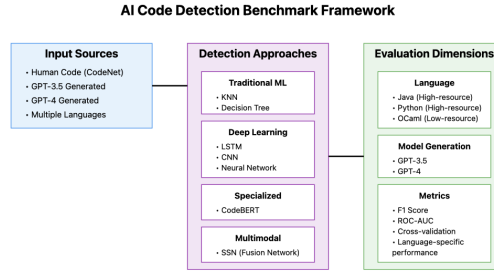 AI Code Detection Benchmark Framework
Input Sources
• Human Code (CodeNet)
• GPT-3.5 Generated
• GPT-4 Generated
• Multiple Languages
Detection Approaches
Traditional ML
• KNN
• Decision Tree
Deep Learning
• LSTM
• CNN
• Neural Network
Specialized
• CodeBERT
Multimodal
• SSN (Fusion Network)
Evaluation Dimensions
Language
• Java (High-resource)
• Python (High-resource)
• OCaml (Low-resource)
Model Generation
• GPT-3.5
• GPT-4
Metrics
• F1 Score
• ROC-AUC
• Cross-validation
• Language-specific
performance